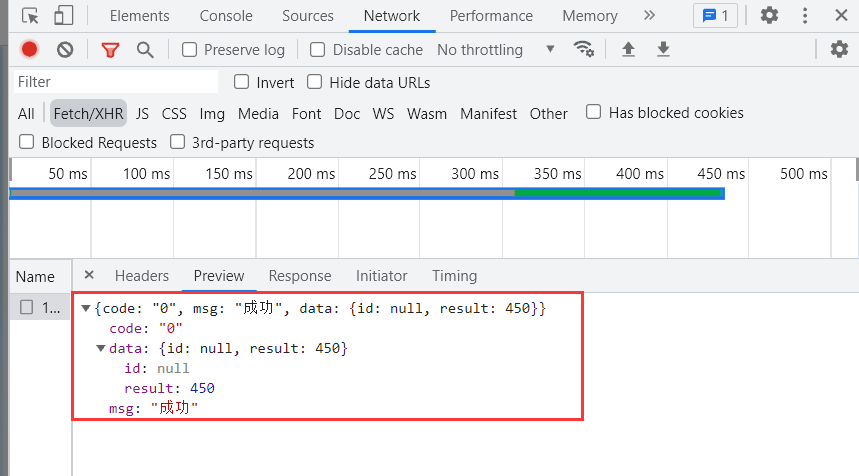 Elements Console Sources Network Performance Memory » 1
Preserve log Disable cache No throttling
Filter Invert Hide data URLs
All Fetch/XHR JS CSS Img Media Font Doc WS Wasm Manifest Other Has blocked cookies
Blocked Requests 3rd-party requests
50 ms 100 ms 150 ms 200 ms 250 ms 300 ms 350 ms 400 ms 450 ms 500 ms
Name × Headers Preview Response Initiator Timing
1... ▼{code: "0", msg: "成功", data: {id: null, result: 450}}
code: "0"
▼data: {id: null, result: 450}
id: null
result: 450
msg: "成功"